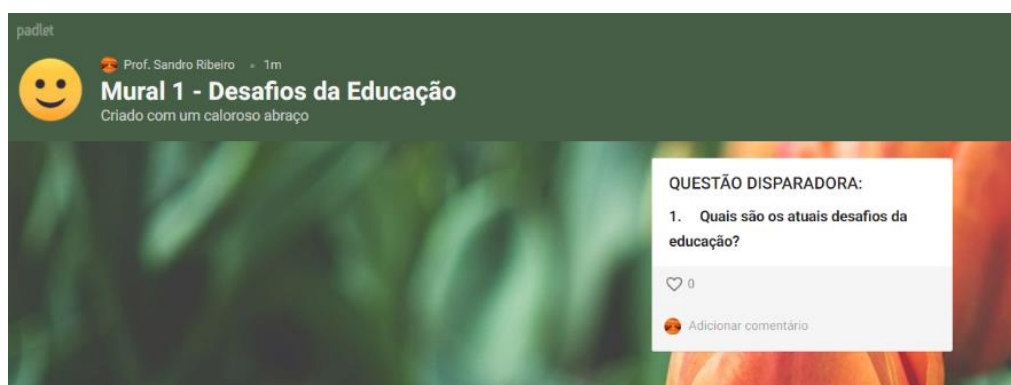 padlet
Prof. Sandro Ribeiro • 1m
Mural 1 - Desafios da Educação
Criado com um caloroso abraço
QUESTÃO DISPARADORA:
1. Quais são os atuais desafios da
educação?
0
Adicionar comentário